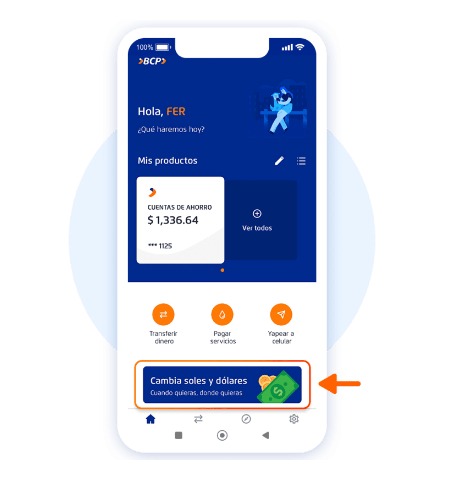 100%
BCP
Hola, FER
¿Qué haremos hoy?
Mis productos
CUENTAS DE AHORRO
$ 1,336.64
*** 1125
Ver todos
Transferir
dinero
Pagar
servicios
Yapear a
celular
Cambia soles y dólares
Cuando quieras, donde quieras